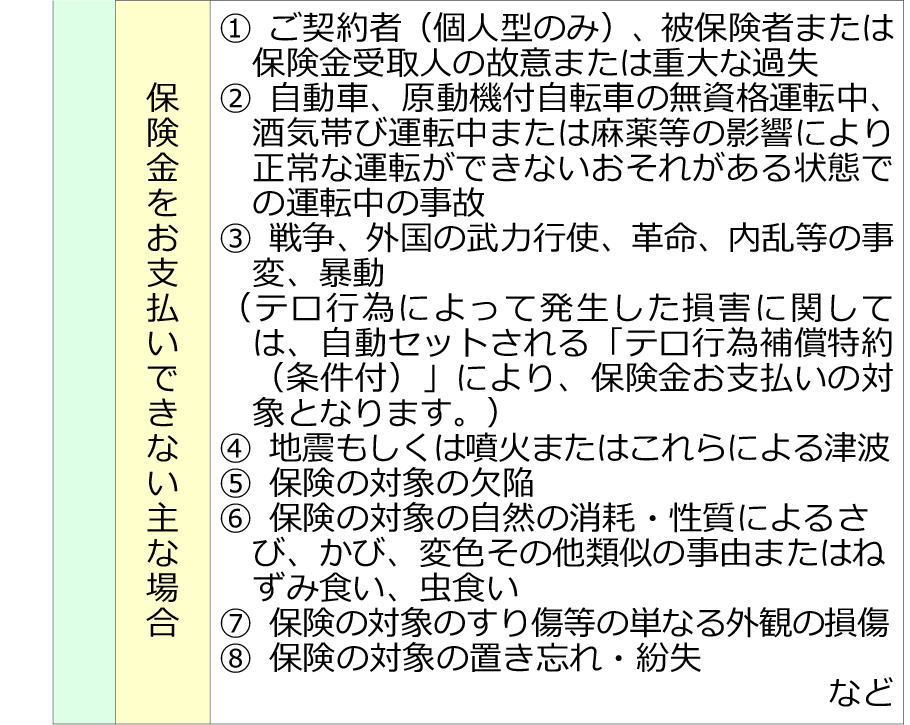 保険金をお支払いできない主な場合
① ご契約者（個人型のみ）、被保険者または
保険金受取人の故意または重大な過失
② 自動車、原動機付自転車の無資格運転中、
酒気帯び運転中または麻薬等の影響により
正常な運転ができないおそれがある状態で
の運転中の事故
③ 戦争、外国の武力行使、革命、内乱等の事
変、暴動
（テロ行為によって発生した損害に関して
は、自動セットされる「テロ行為補償特約
（条件付）」により、保険金お支払いの対
象となります。）
④ 地震もしくは噴火またはこれらによる津波
⑤ 保険の対象の欠陥
⑥ 保険の対象の自然の消耗・性質によるさ
び、かび、変色その他類似の事由またはね
ずみ食い、虫食い
⑦ 保険の対象のすり傷等の単なる外観の損傷
⑧ 保険の対象の置き忘れ・紛失
など